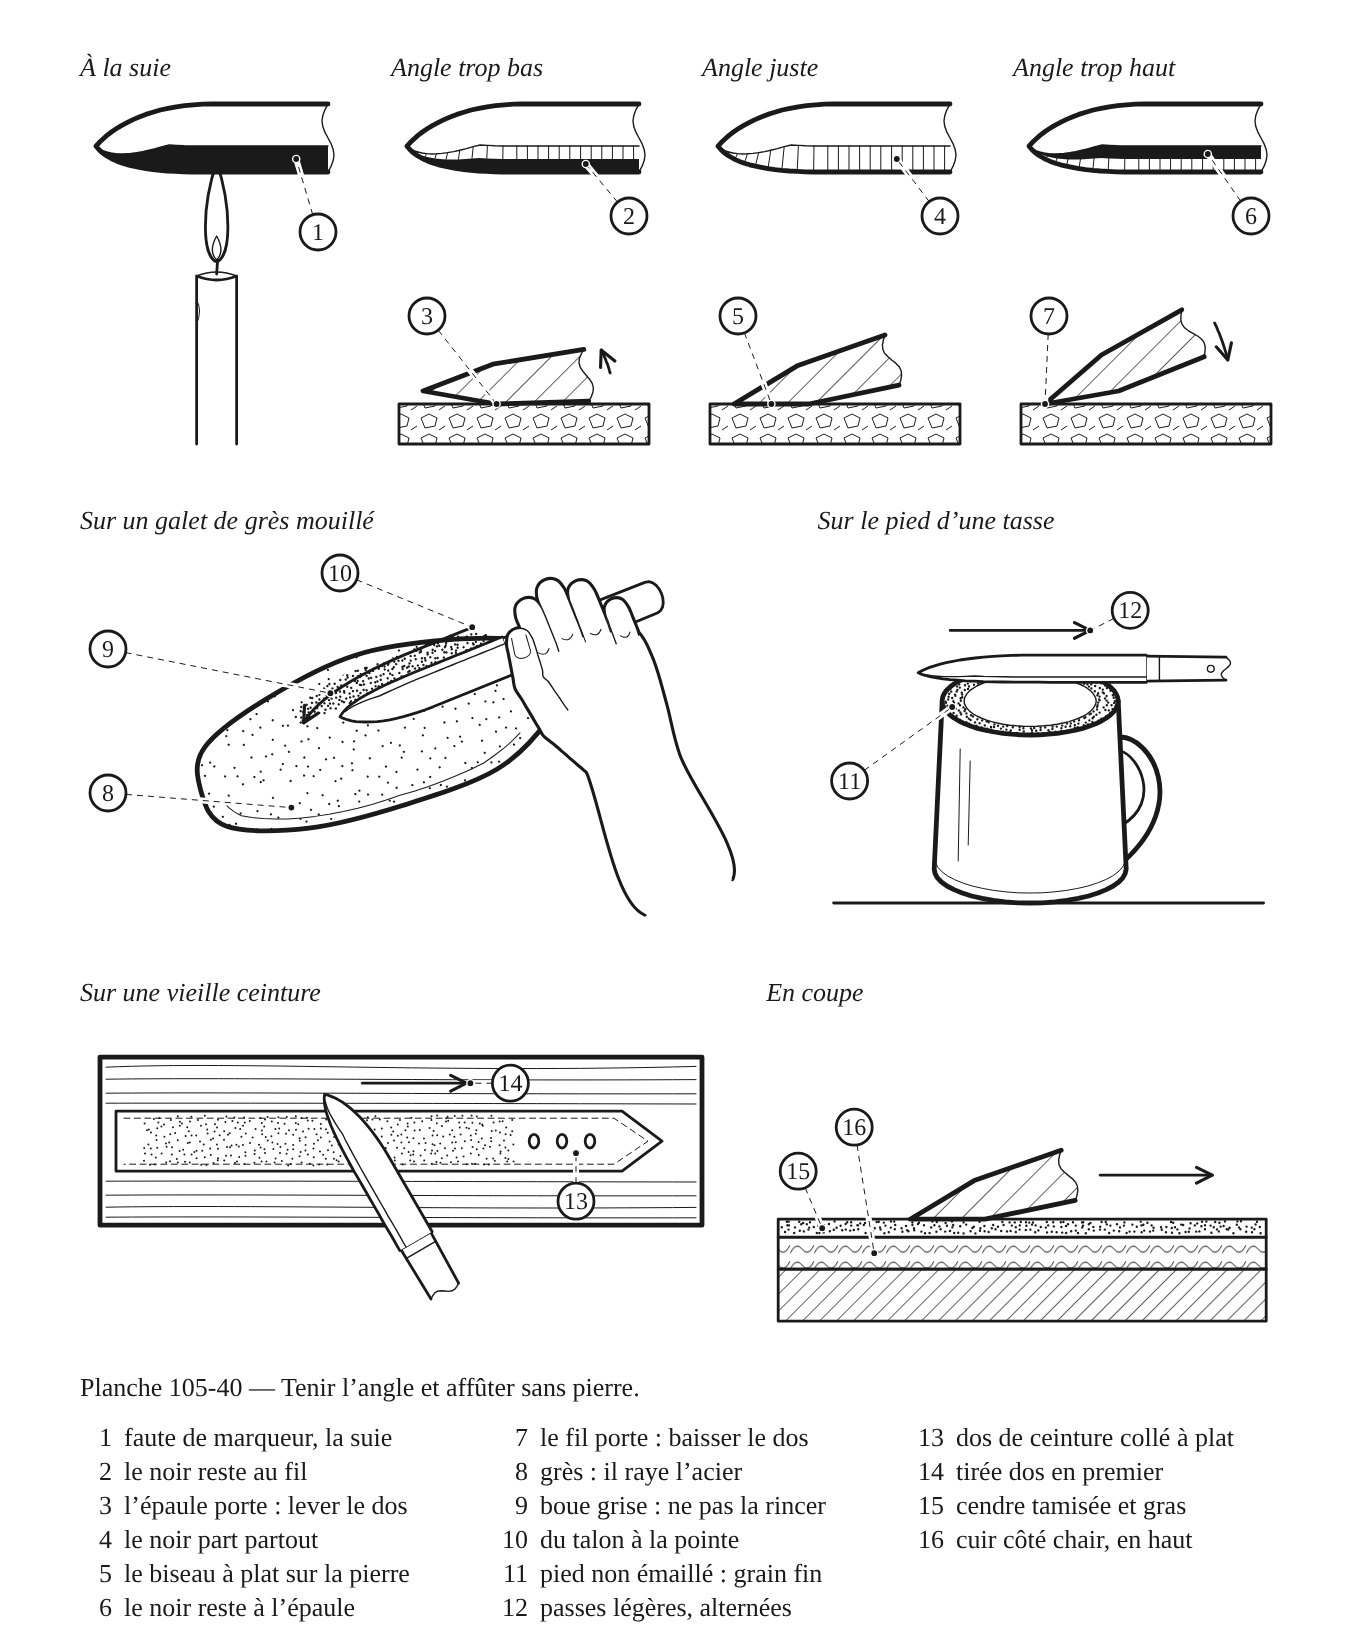 À la suie
Angle trop bas
Angle juste
Angle trop haut
1
2
4
6
3
5
7
Sur un galet de grès mouillé
Sur le pied d’une tasse
10
12
9
11
8
Sur une vieille ceinture
En coupe
14
16
15
13
Planche 105-40 — Tenir l’angle et affûter sans pierre.
1 faute de marqueur, la suie
2 le noir reste au fil
3 l’épaule porte : lever le dos
4 le noir part partout
5 le biseau à plat sur la pierre
6 le noir reste à l’épaule
7 le fil porte : baisser le dos
8 grès : il raye l’acier
9 boue grise : ne pas la rincer
10 du talon à la pointe
11 pied non émaillé : grain fin
12 passes légères, alternées
13 dos de ceinture collé à plat
14 tirée dos en premier
15 cendre tamisée et gras
16 cuir côté chair, en haut